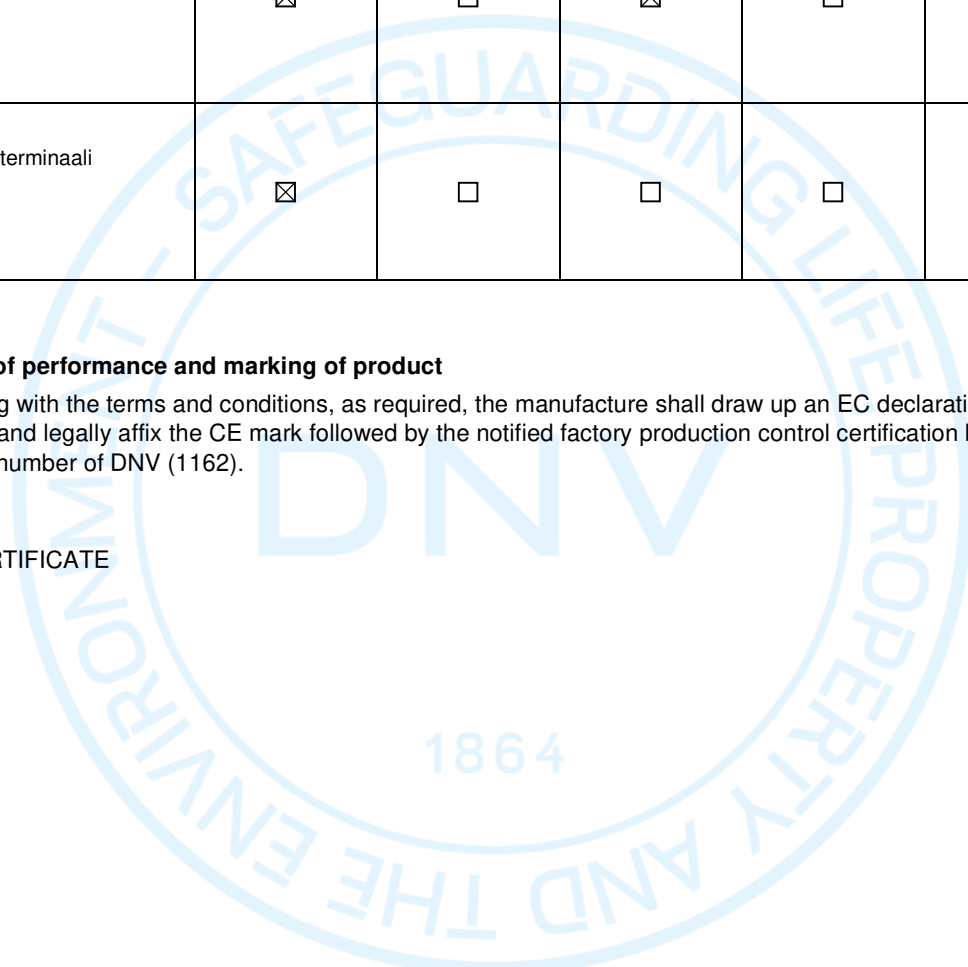 ☒ ☐ ☒ ☐
terminaali
☒ ☐ ☐ ☐
of performance and marking of product
with the terms and conditions, as required, the manufacture shall draw up an EC
and legally affix the CE mark followed by the notified factory production control certification
number of DNV (1162).
SAFEGUARDING LIFE PROPERTY AND THE ENVIRONMENT
DNV
1864